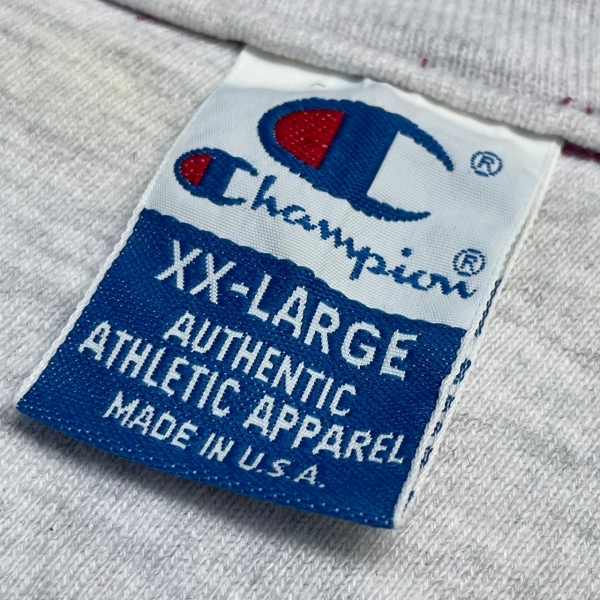 ®
Champion®
XX-LARGE
AUTHENTIC
ATHLETIC APPAREL
MADE IN U.S.A.